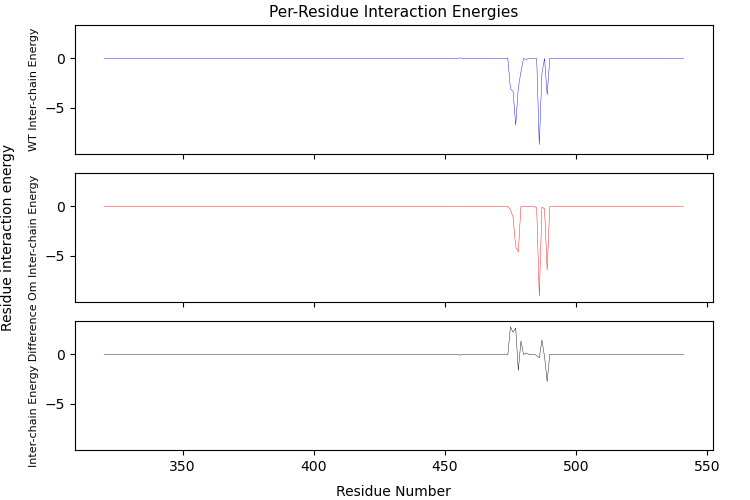 Per-Residue Interaction Energies
Residue interaction energy
WT Inter-chain Energy
0
−5
Om Inter-chain Energy
0
−5
Inter-chain Energy Difference
0
−5
350
400
450
500
550
Residue Number